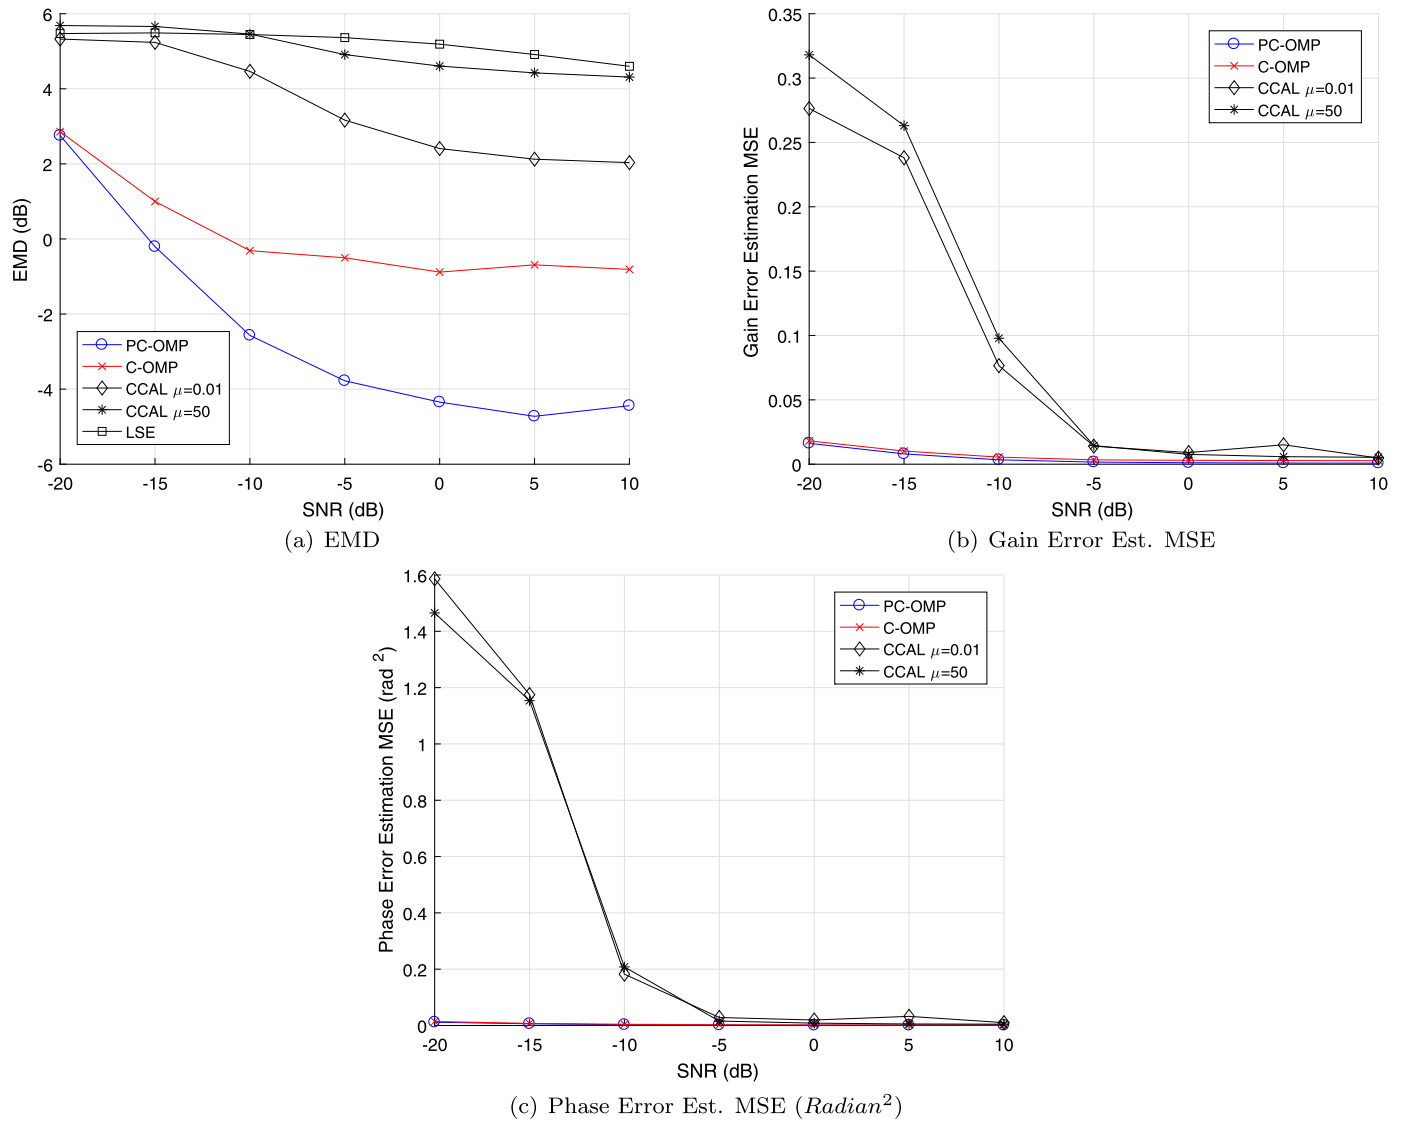 6
4
2
0
-2
-4
-6
EMD (dB)
PC-OMP
C-OMP
CCAL μ=0.01
CCAL μ=50
LSE
-20 -15 -10 -5 0 5 10
SNR (dB)
(a) EMD
0.35
0.3
0.25
0.2
0.15
0.1
0.05
0
Gain Error Estimation MSE
PC-OMP
C-OMP
CCAL μ=0.01
CCAL μ=50
-20 -15 -10 -5 0 5 10
SNR (dB)
(b) Gain Error Est. MSE
1.6
1.4
1.2
1
0.8
0.6
0.4
0.2
0
Phase Error Estimation MSE (rad ²)
PC-OMP
C-OMP
CCAL μ=0.01
CCAL μ=50
-20 -15 -10 -5 0 5 10
SNR (dB)
(c) Phase Error Est. MSE (Radian²)